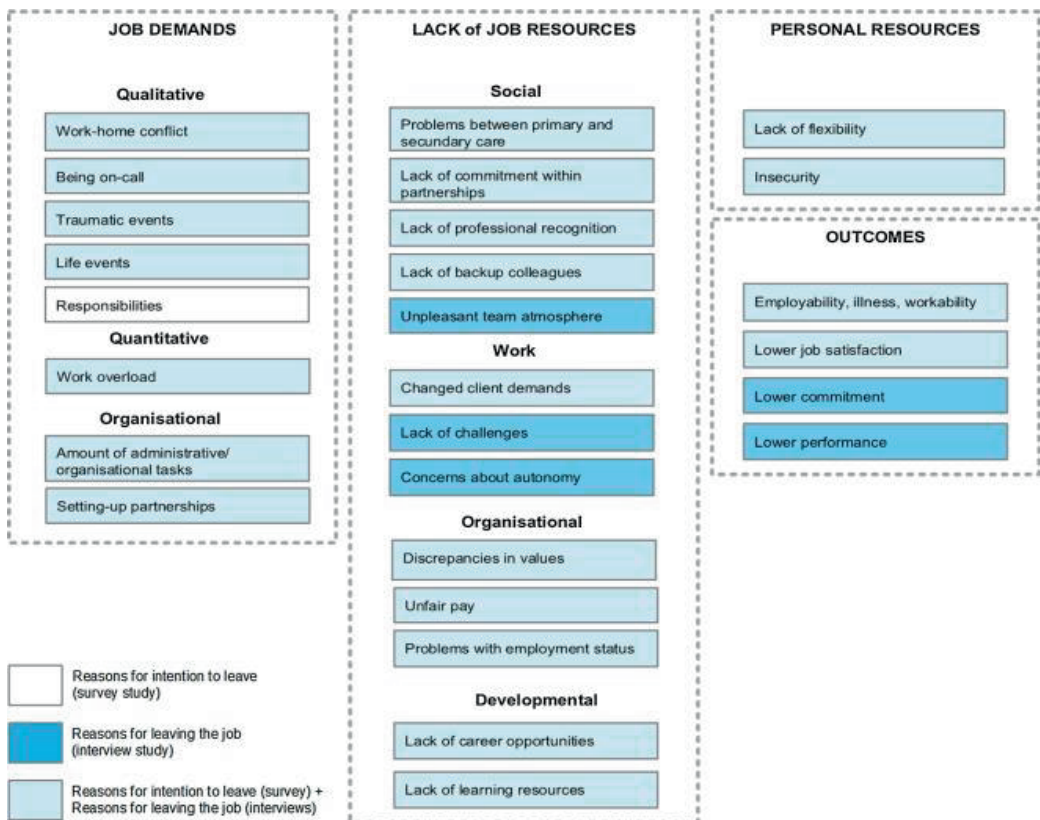 JOB DEMANDS
Qualitative
Work-home conflict
Being on-call
Traumatic events
Life events
Responsibilities
Quantitative
Work overload
Organisational
Amount of administrative/
organisational tasks
Setting-up partnerships
LACK of JOB RESOURCES
Social
Problems between primary and
secundary care
Lack of commitment within
partnerships
Lack of professional recognition
Lack of backup colleagues
Unpleasant team atmosphere
Work
Changed client demands
Lack of challenges
Concerns about autonomy
Organisational
Discrepancies in values
Unfair pay
Problems with employment status
Developmental
Lack of career opportunities
Lack of learning resources
PERSONAL RESOURCES
Lack of flexibility
Insecurity
OUTCOMES
Employability, illness, workability
Lower job satisfaction
Lower commitment
Lower performance
Reasons for intention to leave
(survey study)
Reasons for leaving the job
(interview study)
Reasons for intention to leave (survey) +
Reasons for leaving the job (interviews)